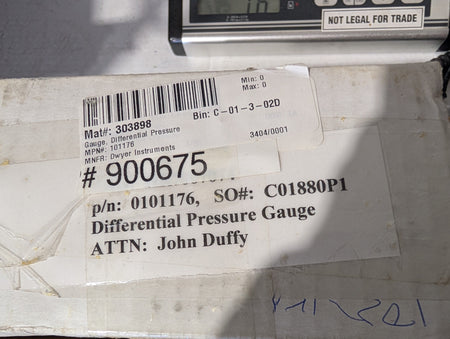 NOT LEGAL FOR TRADE
Min: 0
Max: 0
Bin: C-01-3-02D
Mat#: 303898
Gauge, Differential Pressure
MPN#: 101176
MNFR: Dwyer Instruments
3404/0001
# 900675
p/n: 0101176, SO#: C01880P1
Differential Pressure Gauge
ATTN: John Duffy